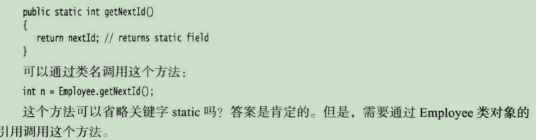 public static int getNextId()
{
return nextId; // returns static field
}
可以通过类名调用这个方法：
int n = Employee.getNextId();
这个方法可以省略关键字 static 吗？答案是肯定的。但是，需要通过 Employee 类对象的
引用调用这个方法。